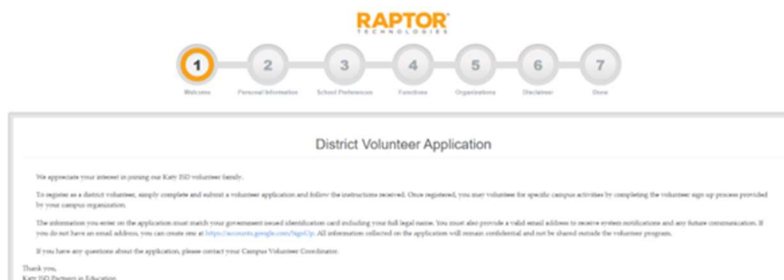 RAPTOR
TECHNOLOGIES
1 2 3 4 5 6 7
Welcome Personal Information School Preferences Functions Organizations Disclaimer Done
District Volunteer Application
We appreciate your interest in joining our Katy ISD volunteer family.
To register as a district volunteer, simply complete and submit a volunteer application and follow the instructions received. Once registered, you may volunteer for specific campus activities by completing the volunteer sign up process provided
by your campus organization.
The information you enter on the application must match your government issued identification card including your full legal name. You must also provide a valid email address to receive system notifications and any future communication. If
you do not have an email address, you can create one at https://accounts.google.com/SignUp. All information collected on the application will remain confidential and not be shared outside the volunteer program.
If you have any questions about the application, please contact your Campus Volunteer Coordinator.
Thank you,
Katy ISD Partners in Education